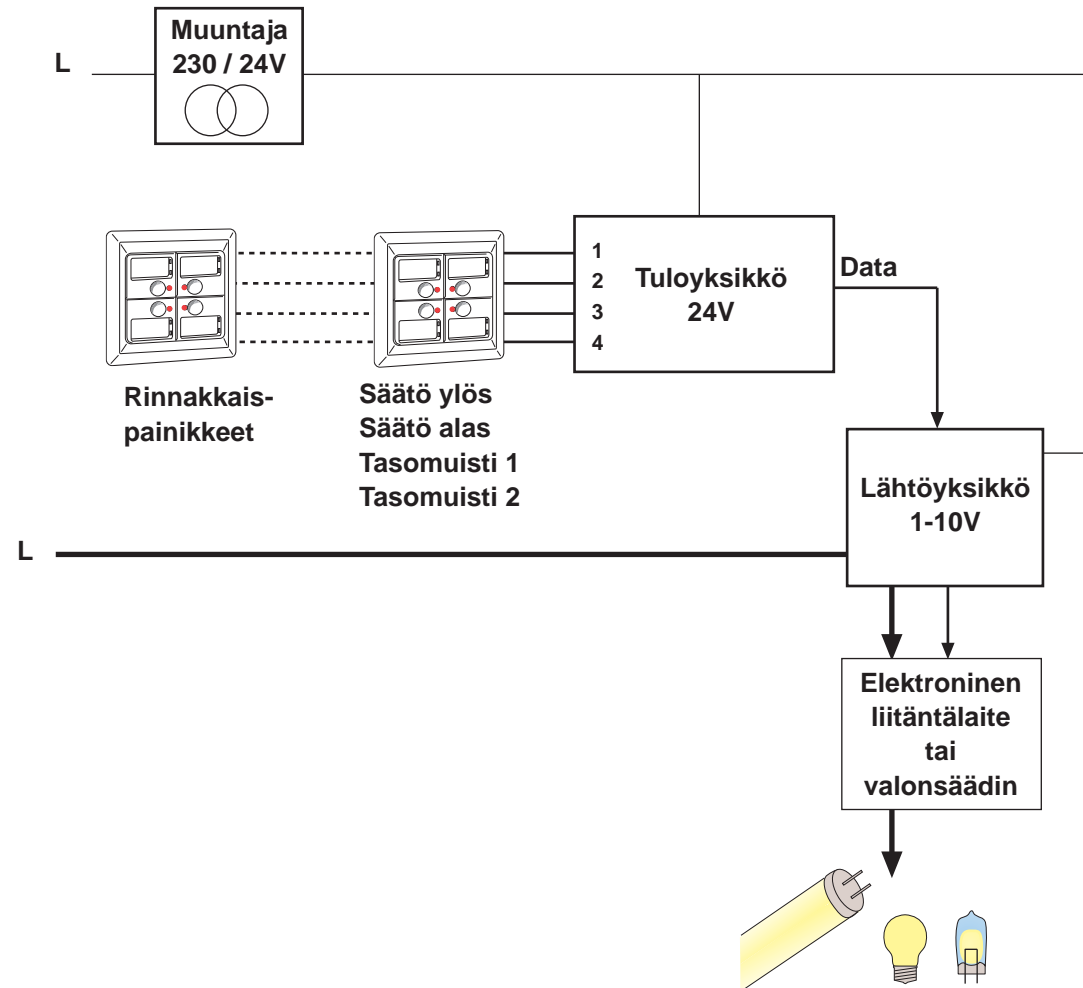 Muuntaja
230 / 24V
L
1
2
3
4
Tuloyksikkö
24V
Data
Rinnakkais-
painikkeet
Säätö ylös
Säätö alas
Tasomuisti 1
Tasomuisti 2
Lähtöyksikkö
1-10V
L
Elektroninen
liitäntälaite
tai
valonsäädin